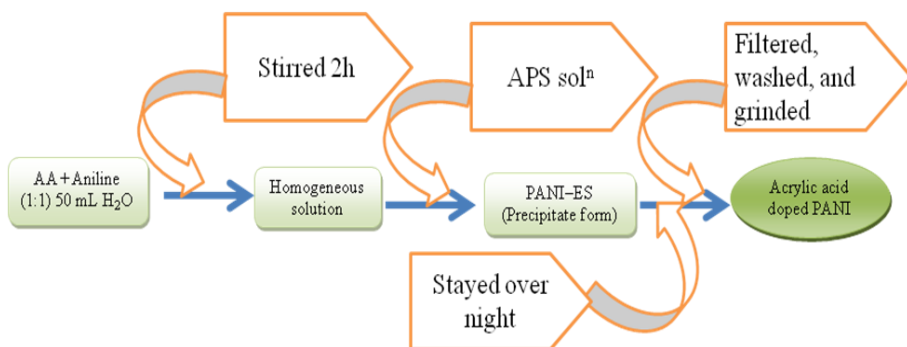 Stirred 2h
APS solⁿ
Filtered,
washed, and
grinded
AA+Aniline
(1:1) 50 mL H₂O
Homogeneous
solution
PANI–ES
(Precipitate form)
Acrylic acid
doped PANI
Stayed over
night